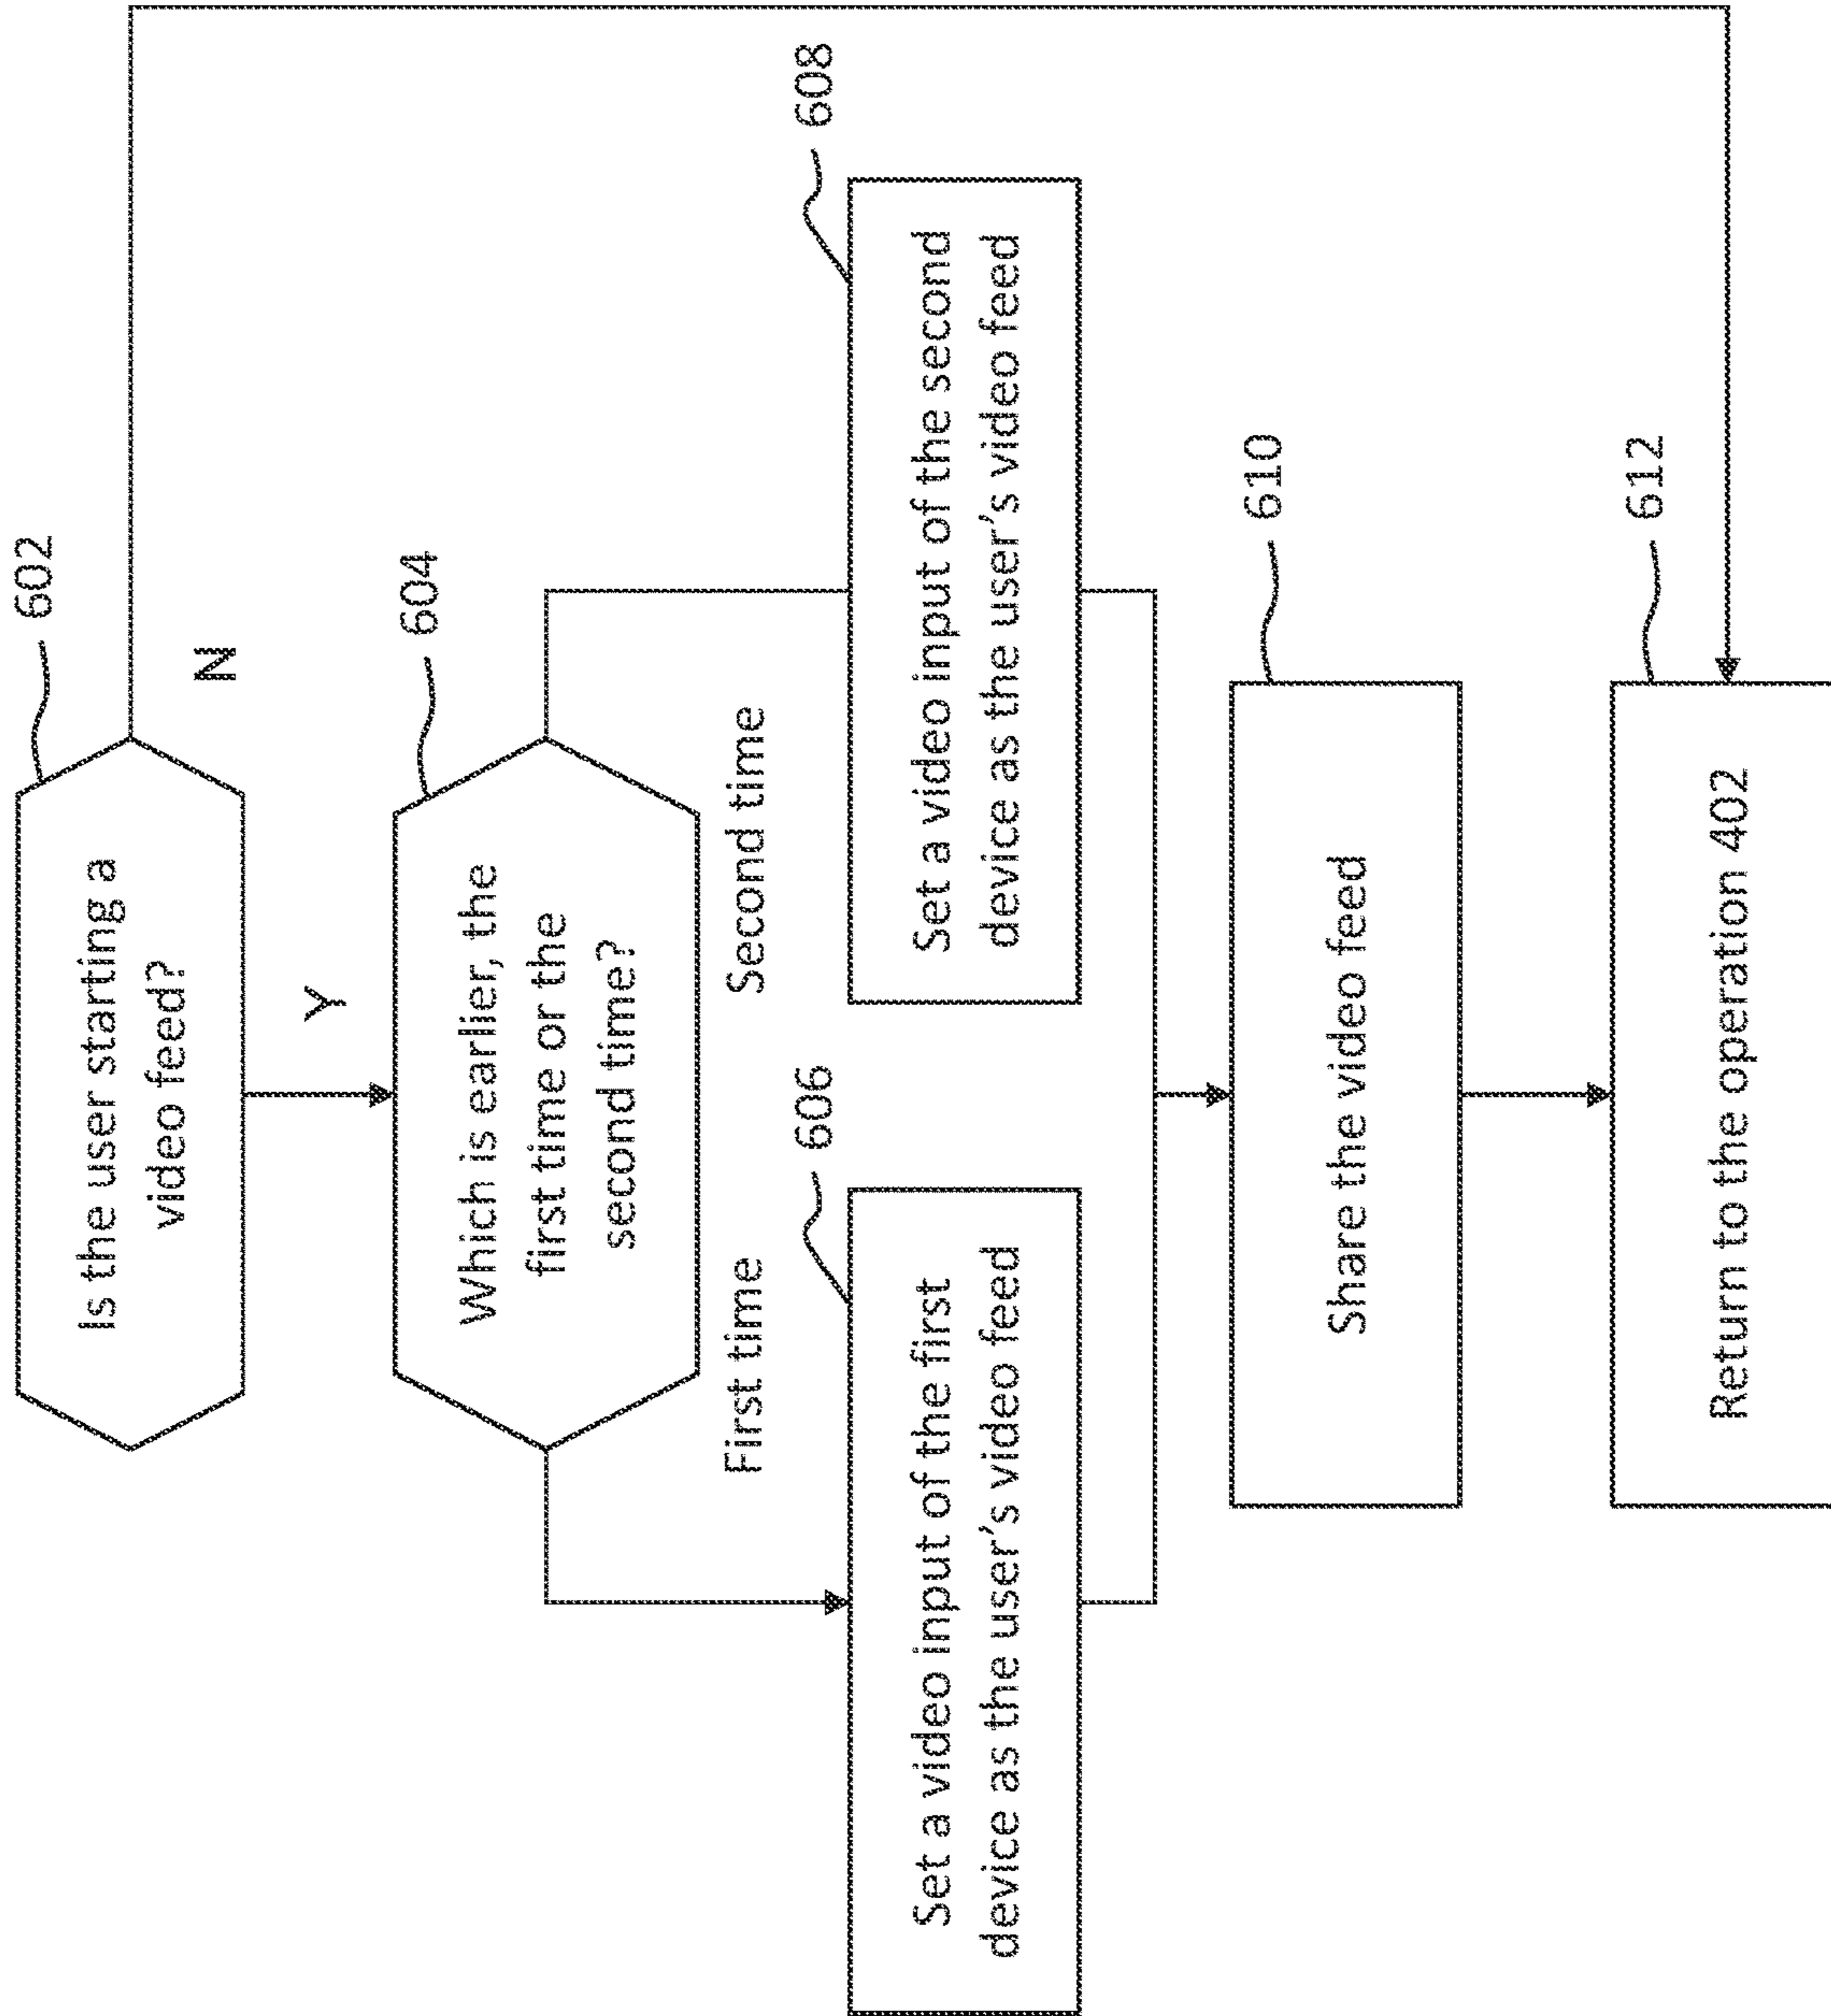 602
Is the user starting a
video feed?
N
Y
604
Which is earlier, the
first time or the
second time?
First time
Second time
606
608
Set a video input of the first
device as the user's video feed
Set a video input of the second
device as the user's video feed
610
Share the video feed
612
Return to the operation 402